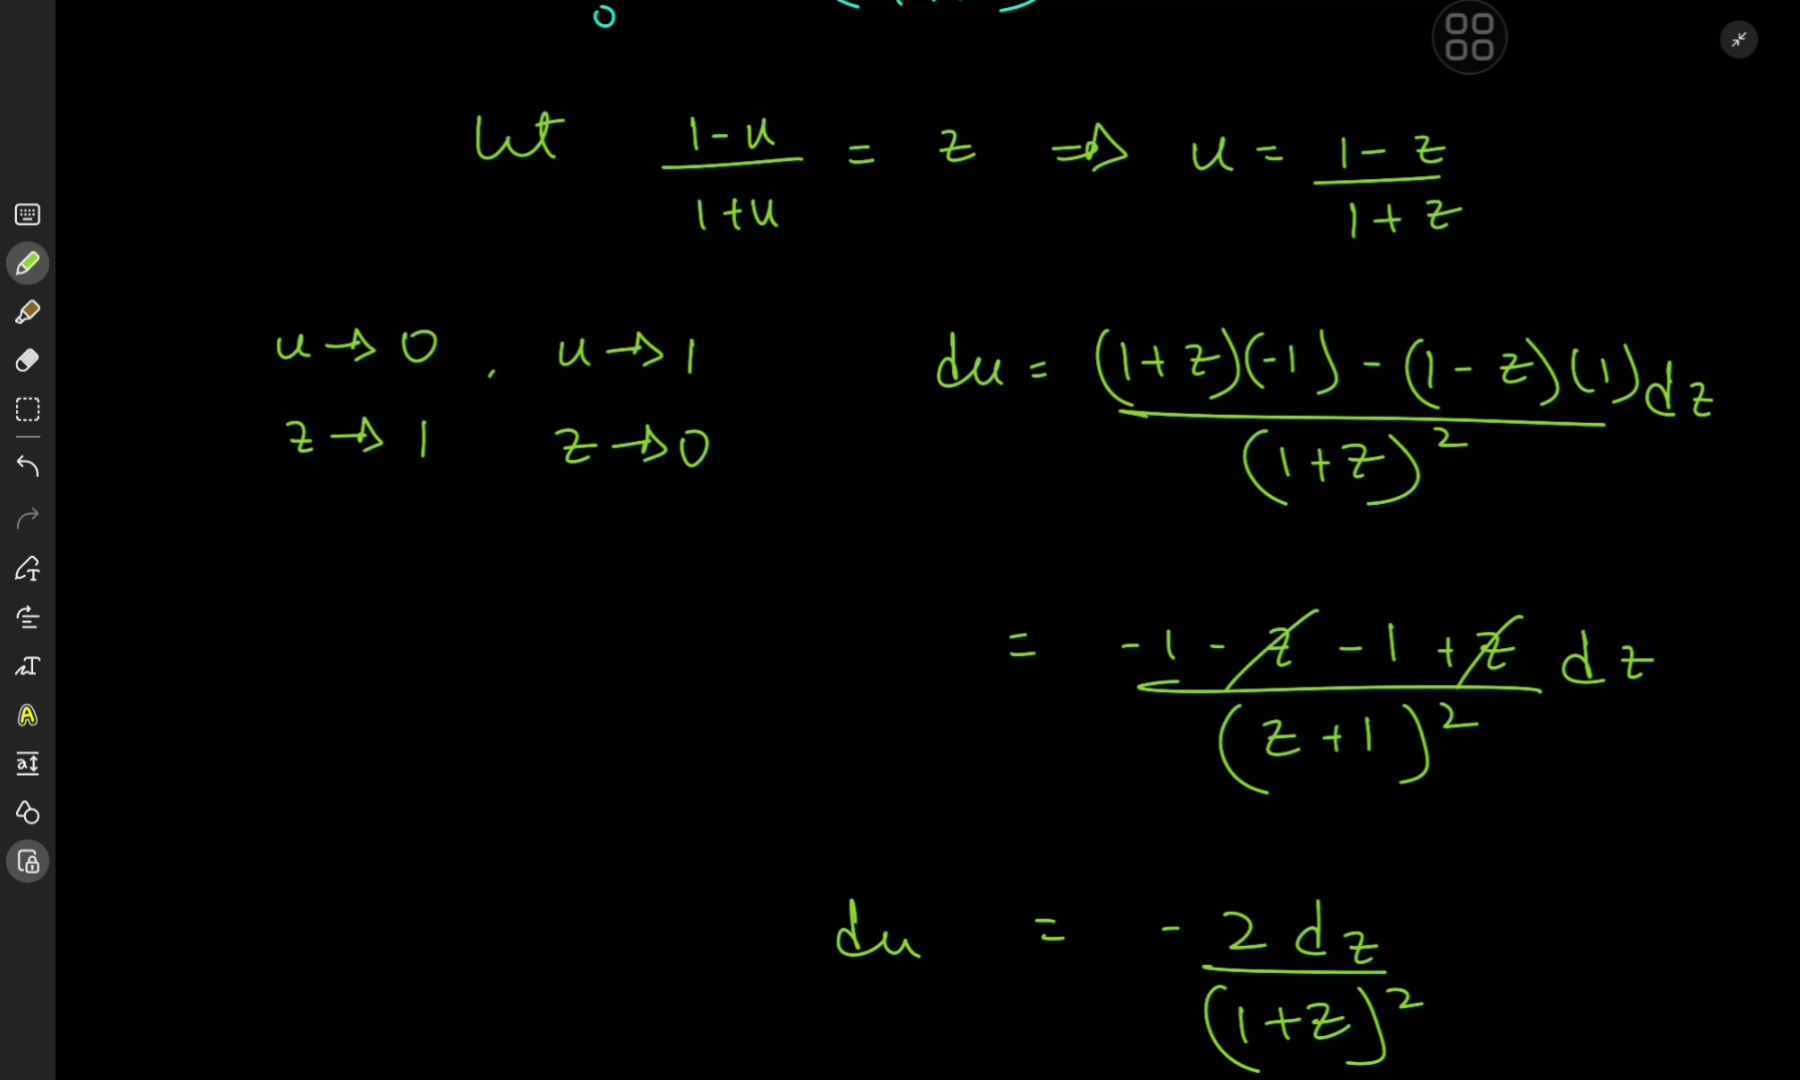 0
let (1-u)/(1+u) = z ⇒ u = (1-z)/(1+z)
u → 0 , u → 1
z → 1 z → 0
du = ((1+z)(-1) - (1-z)(1))/(1+z)² dz
= (-1 - z - 1 + z)/(z+1)² dz
du = - 2dz/(1+z)²